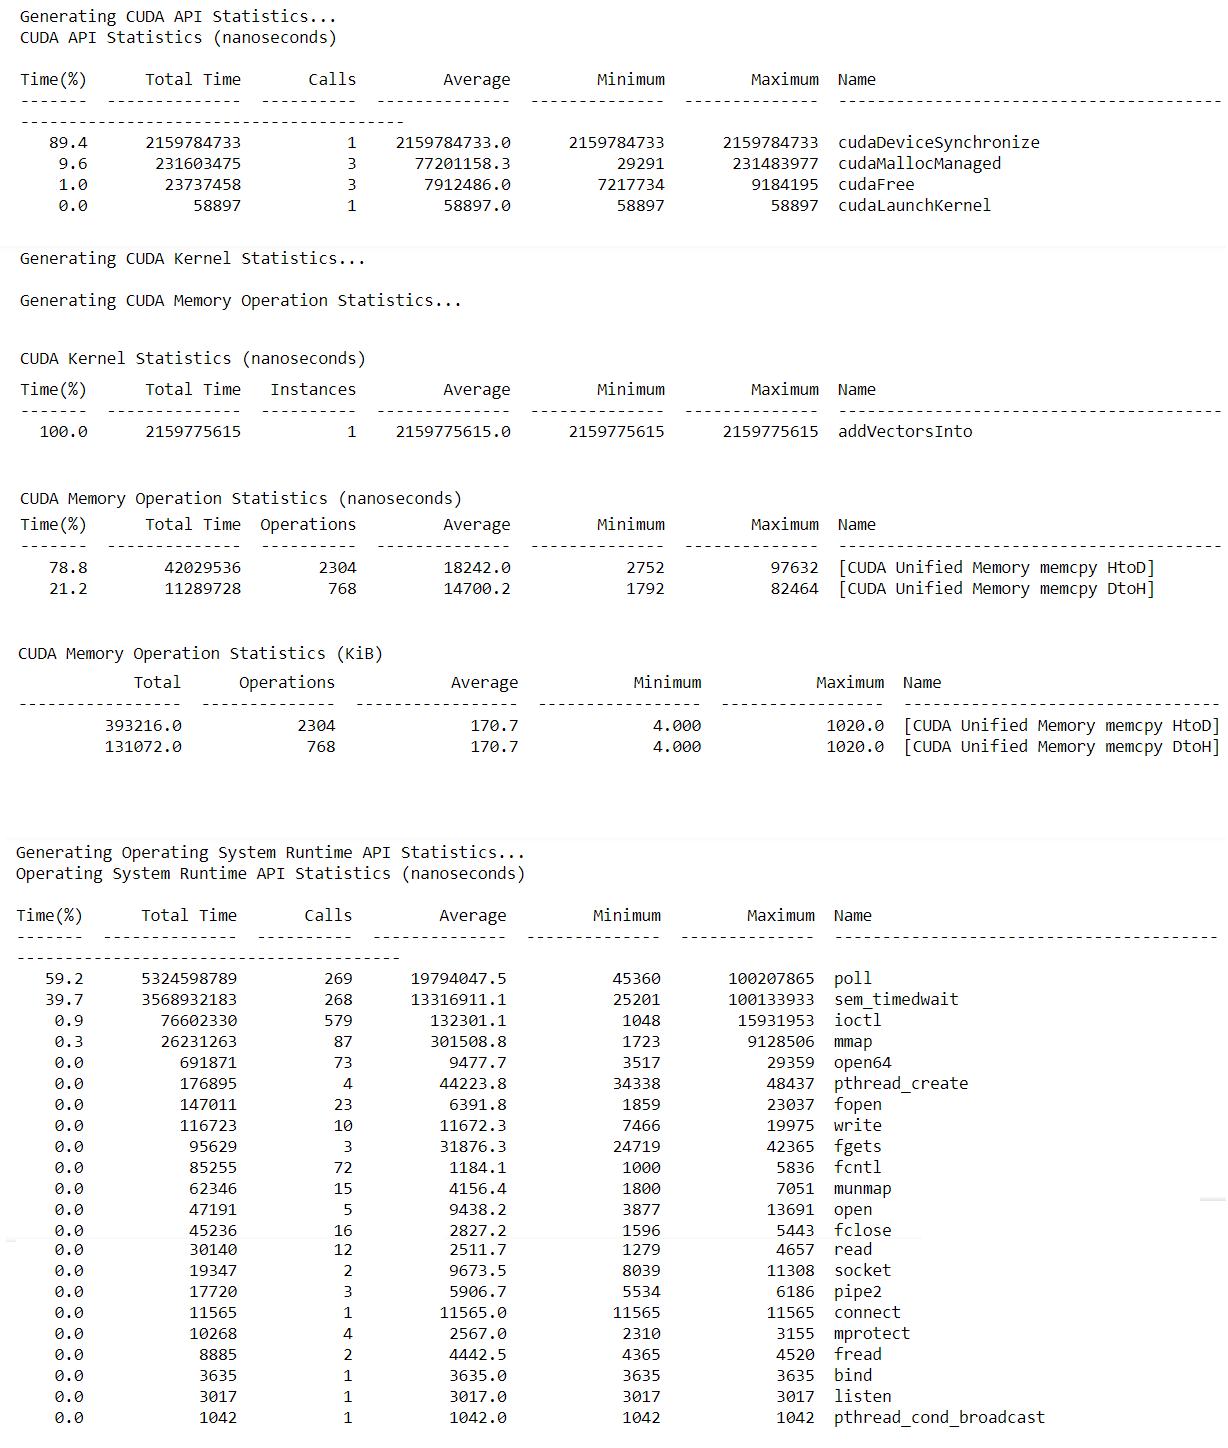 Generating CUDA API Statistics...
CUDA API Statistics (nanoseconds)
Time(%) Total Time Calls Average Minimum Maximum Name
------- -------------- ---------- -------------- -------------- -------------- ----------------------------------------
----------------------------------------
89.4 2159784733 1 2159784733.0 2159784733 2159784733 cudaDeviceSynchronize
9.6 231603475 3 77201158.3 29291 231483977 cudaMallocManaged
1.0 23737458 3 7912486.0 7217734 9184195 cudaFree
0.0 58897 1 58897.0 58897 58897 cudaLaunchKernel
Generating CUDA Kernel Statistics...
Generating CUDA Memory Operation Statistics...
CUDA Kernel Statistics (nanoseconds)
Time(%) Total Time Instances Average Minimum Maximum Name
------- -------------- ---------- -------------- -------------- -------------- ----------------------------------------
100.0 2159775615 1 2159775615.0 2159775615 2159775615 addVectorsInto
CUDA Memory Operation Statistics (nanoseconds)
Time(%) Total Time Operations Average Minimum Maximum Name
------- -------------- ---------- -------------- -------------- -------------- ----------------------------------------
78.8 42029536 2304 18242.0 2752 97632 [CUDA Unified Memory memcpy HtoD]
21.2 11289728 768 14700.2 1792 82464 [CUDA Unified Memory memcpy DtoH]
CUDA Memory Operation Statistics (KiB)
Total Operations Average Minimum Maximum Name
----------------- -------------- ----------------- ----------------- ----------------- ---------------------------------
393216.0 2304 170.7 4.000 1020.0 [CUDA Unified Memory memcpy HtoD]
131072.0 768 170.7 4.000 1020.0 [CUDA Unified Memory memcpy DtoH]
Generating Operating System Runtime API Statistics...
Operating System Runtime API Statistics (nanoseconds)
Time(%) Total Time Calls Average Minimum Maximum Name
------- -------------- ---------- -------------- -------------- -------------- ----------------------------------------
----------------------------------------
59.2 5324598789 269 19794047.5 45360 100207865 poll
39.7 3568932183 268 13316911.1 25201 100133933 sem_timedwait
0.9 76602330 579 132301.1 1048 15931953 ioctl
0.3 26231263 87 301508.8 1723 9128506 mmap
0.0 691871 73 9477.7 3517 29359 open64
0.0 176895 4 44223.8 34338 48437 pthread_create
0.0 147011 23 6391.8 1859 23037 fopen
0.0 116723 10 11672.3 7466 19975 write
0.0 95629 3 31876.3 24719 42365 fgets
0.0 85255 72 1184.1 1000 5836 fcntl
0.0 62346 15 4156.4 1800 7051 munmap
0.0 47191 5 9438.2 3877 13691 open
0.0 45236 16 2827.2 1596 5443 fclose
0.0 30140 12 2511.7 1279 4657 read
0.0 19347 2 9673.5 8039 11308 socket
0.0 17720 3 5906.7 5534 6186 pipe2
0.0 11565 1 11565.0 11565 11565 connect
0.0 10268 4 2567.0 2310 3155 mprotect
0.0 8885 2 4442.5 4365 4520 fread
0.0 3635 1 3635.0 3635 3635 bind
0.0 3017 1 3017.0 3017 3017 listen
0.0 1042 1 1042.0 1042 1042 pthread_cond_broadcast